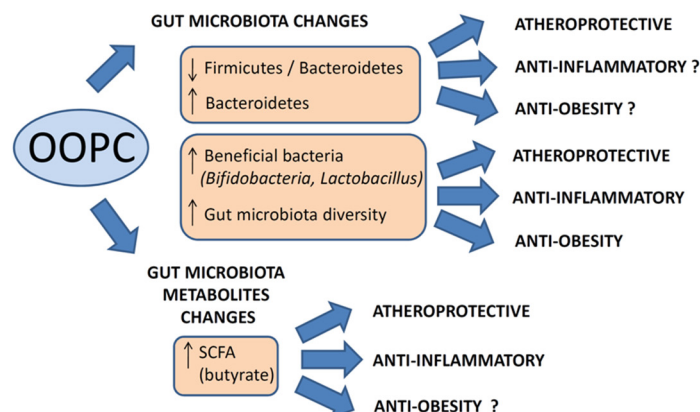 GUT MICROBIOTA CHANGES
↓ Firmicutes / Bacteroidetes
↑ Bacteroidetes
ATHEROPROTECTIVE
ANTI-INFLAMMATORY ?
ANTI-OBESITY ?
OOPC
↑ Beneficial bacteria
(Bifidobacteria, Lactobacillus)
↑ Gut microbiota diversity
ATHEROPROTECTIVE
ANTI-INFLAMMATORY
ANTI-OBESITY
GUT MICROBIOTA
METABOLITES
CHANGES
↑ SCFA
(butyrate)
ATHEROPROTECTIVE
ANTI-INFLAMMATORY
ANTI-OBESITY ?